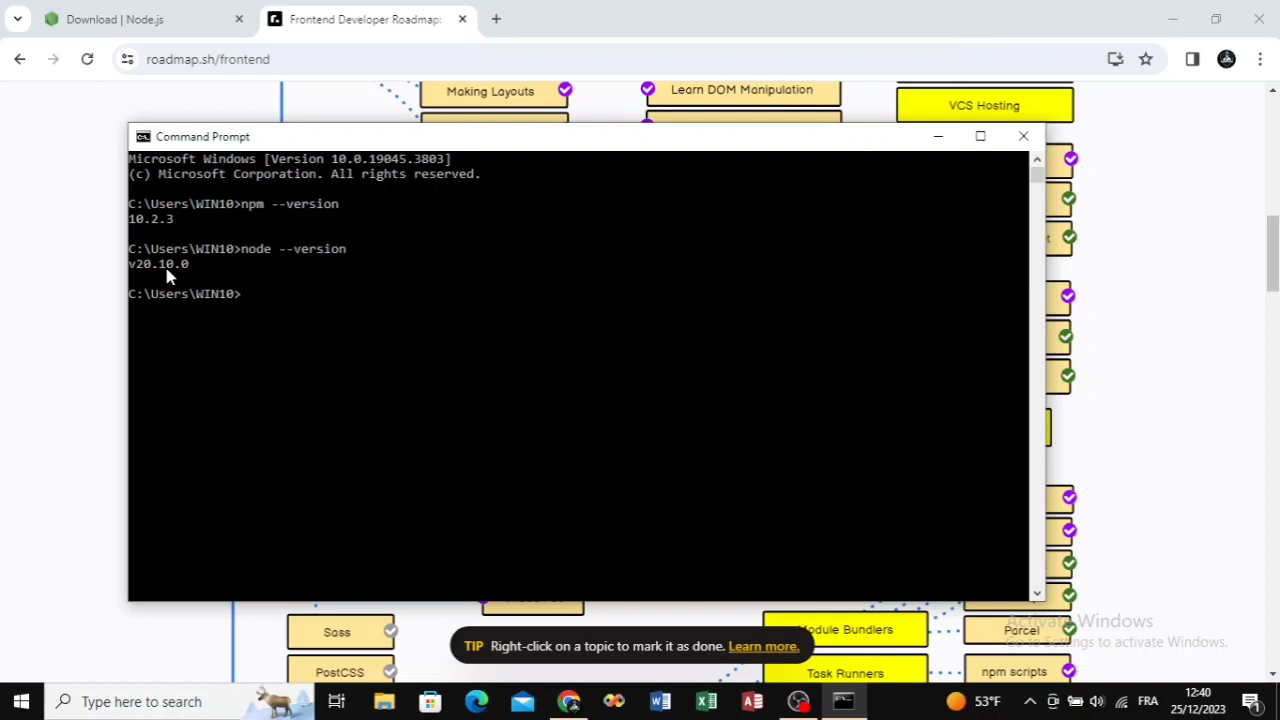 Download | Node.js
Frontend Developer Roadmap:
roadmap.sh/frontend
Making Layouts
Learn DOM Manipulation
VCS Hosting
Command Prompt
Microsoft Windows [Version 10.0.19045.3803]
(c) Microsoft Corporation. All rights reserved.
C:\Users\WIN10>npm --version
10.2.3
C:\Users\WIN10>node --version
v20.10.0
C:\Users\WIN10>
Sass
Module Bundlers
Parcel
Activate Windows
Go to Settings to activate Windows.
TIP Right-click on a topic to mark it as done. Learn more.
PostCSS
Task Runners
npm scripts
Type here to search
53°F
FRA
12:40
25/12/2023
1